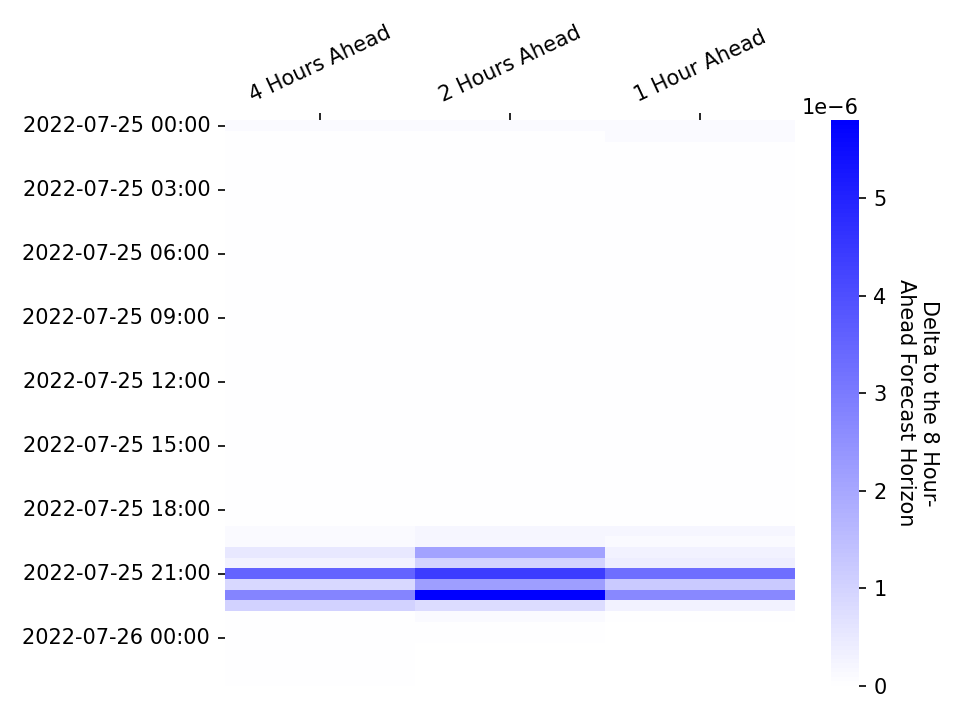 4 Hours Ahead
2 Hours Ahead
1 Hour Ahead
2022-07-25 00:00
2022-07-25 03:00
2022-07-25 06:00
2022-07-25 09:00
2022-07-25 12:00
2022-07-25 15:00
2022-07-25 18:00
2022-07-25 21:00
2022-07-26 00:00
1e−6
5
4
3
2
1
0
Delta to the 8 Hour-
Ahead Forecast Horizon